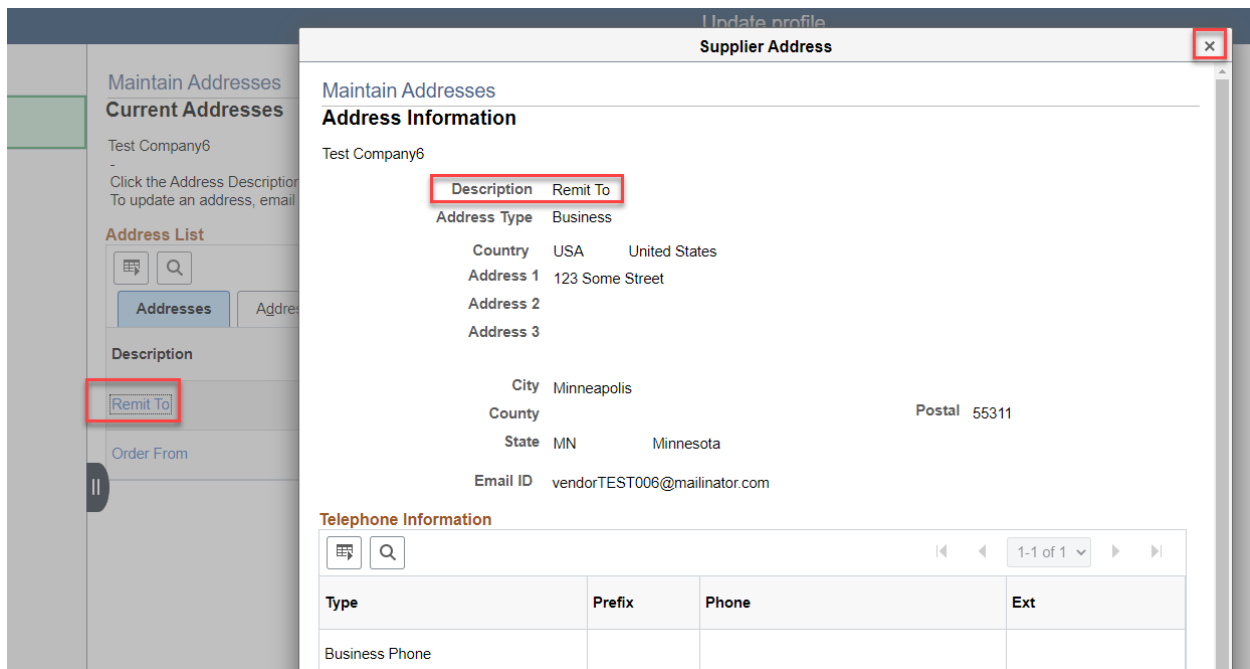 Update profile
Supplier Address
Maintain Addresses
Current Addresses
Test Company6
-
Click the Address Description
To update an address, email
Address List
Addresses Addres
Description
Remit To
Order From
Maintain Addresses
Address Information
Test Company6
Description Remit To
Address Type Business
Country USA United States
Address 1 123 Some Street
Address 2
Address 3
City Minneapolis
County Postal 55311
State MN Minnesota
Email ID vendorTEST006@mailinator.com
Telephone Information
1-1 of 1
Type Prefix Phone Ext
Business Phone